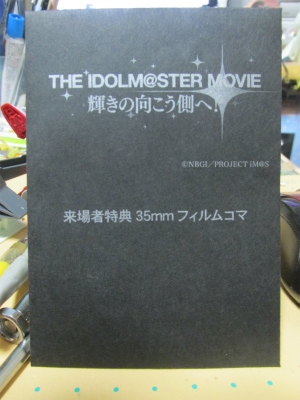 THE IDOLM@STER MOVIE
輝きの向こう側へ!
©NBGI/PROJECT iM@S
来場者特典 35mm フィルムコマ